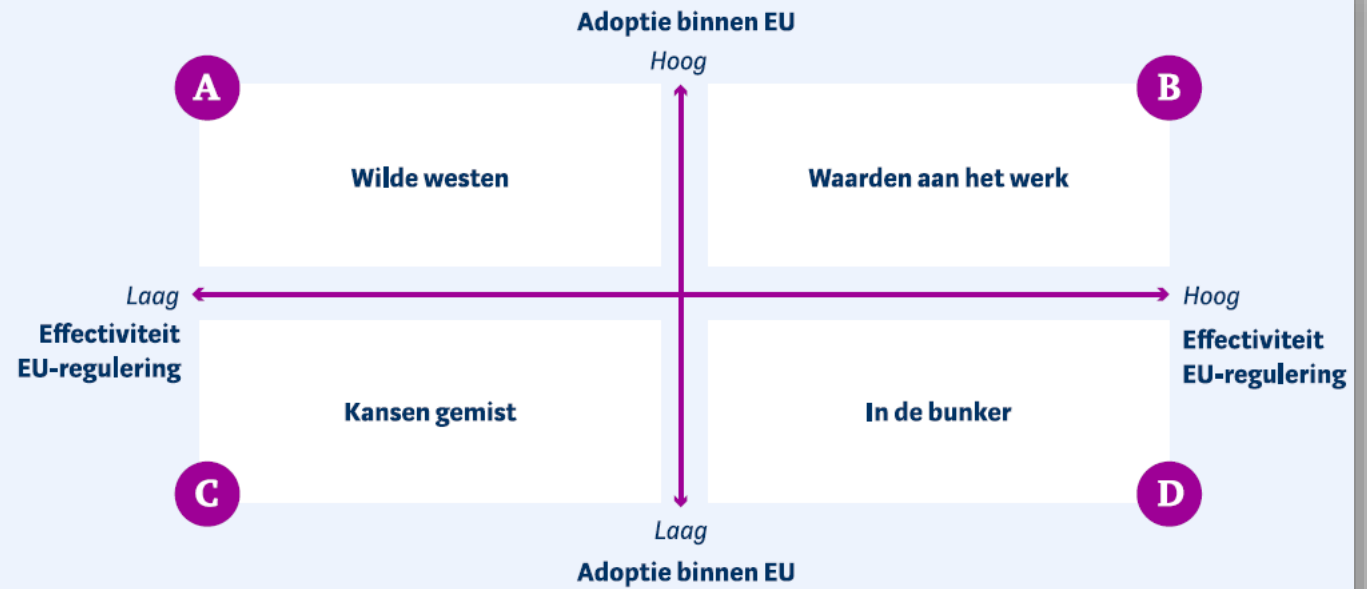 Adoptie binnen EU
Hoog
A
B
Wilde westen
Waarden aan het werk
Laag
Hoog
Effectiviteit
EU-regulering
Effectiviteit
EU-regulering
Kansen gemist
In de bunker
C
D
Laag
Adoptie binnen EU